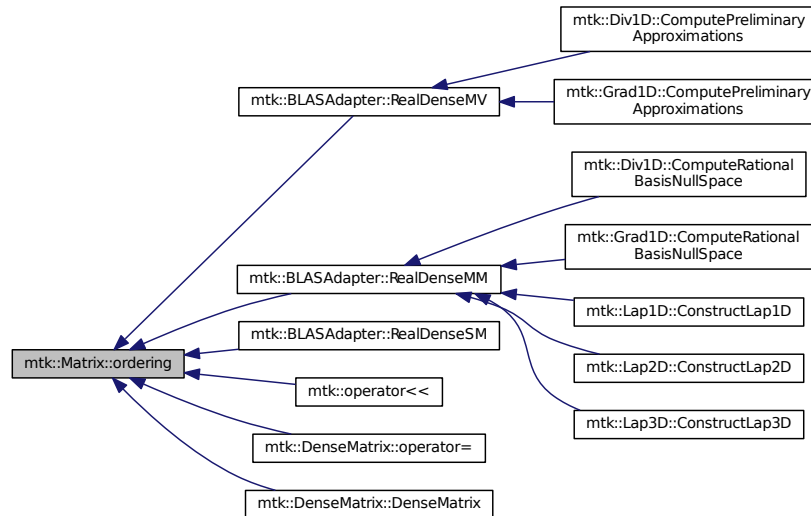 mtk::Div1D::ComputePreliminary
Approximations
mtk::BLASAdapter::RealDenseMV
mtk::Grad1D::ComputePreliminary
Approximations
mtk::Div1D::ComputeRational
BasisNullSpace
mtk::Grad1D::ComputeRational
BasisNullSpace
mtk::BLASAdapter::RealDenseMM
mtk::Lap1D::ConstructLap1D
mtk::BLASAdapter::RealDenseSM
mtk::Matrix::ordering
mtk::Lap2D::ConstructLap2D
mtk::operator<<
mtk::Lap3D::ConstructLap3D
mtk::DenseMatrix::operator=
mtk::DenseMatrix::DenseMatrix